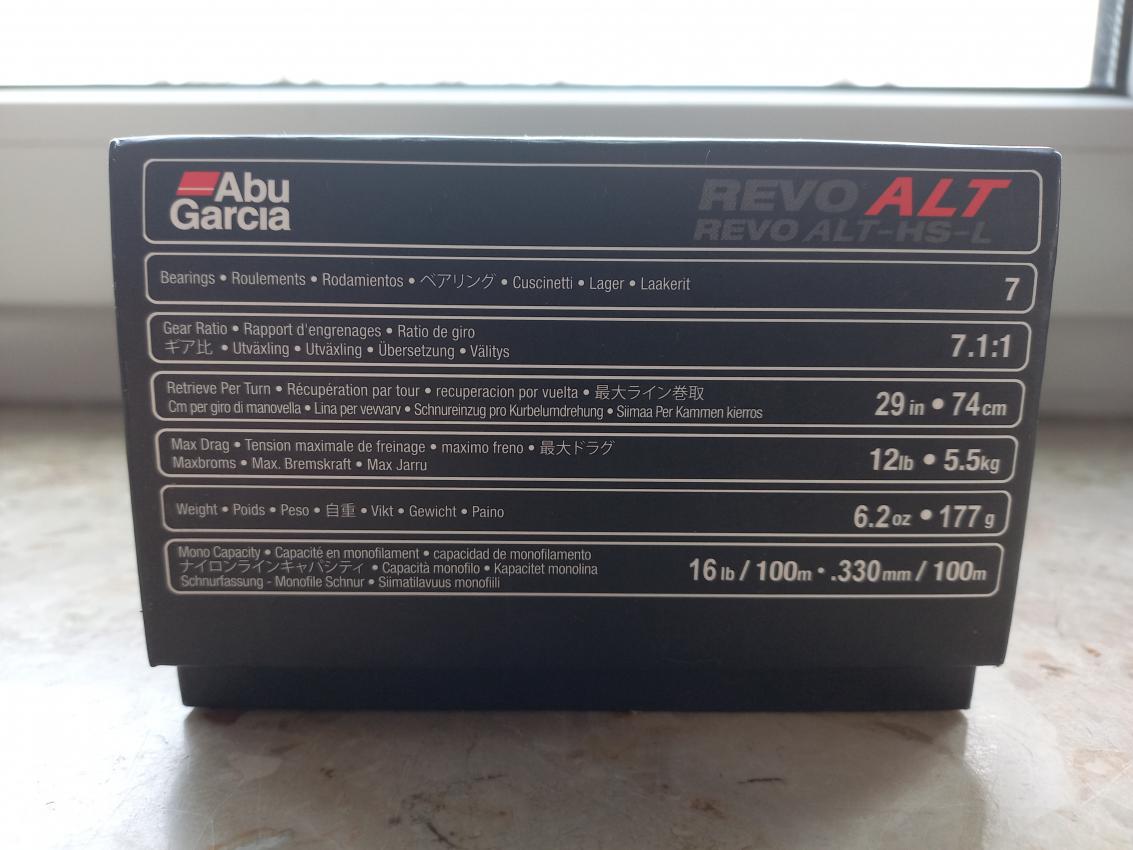 Abu
Garcia
REVO ALT
REVO ALT-HS-L
Bearings • Roulements • Rodamientos • ベアリング • Cuscinetti • Lager • Laakerit
7
Gear Ratio • Rapport d'engrenages • Ratio de giro
ギア比 • Utväxling • Utväxling • Übersetzung • Välitys
7.1:1
Retrieve Per Turn • Récupération par tour • recuperacion por vuelta • 最大ライン巻取
Cm per giro di manovella • Lina per vevvarv • Schnureinzug pro Kurbelumdrehung • Siimaa Per Kammen kierros
29 in • 74 cm
Max Drag • Tension maximale de freinage • maximo freno • 最大ドラグ
Maxbroms • Max. Bremskraft • Max Jarru
12 lb • 5.5 kg
Weight • Poids • Peso • 自重 • Vikt • Gewicht • Paino
6.2 oz • 177 g
Mono Capacity • Capacité en monofilament • capacidad de monofilamento
ナイロンラインキャパシティ • Capacità monofilo • Kapacitet monolina
Schnurfassung - Monofile Schnur • Siimatilavuus monofiili
16 lb / 100m • .330mm / 100m